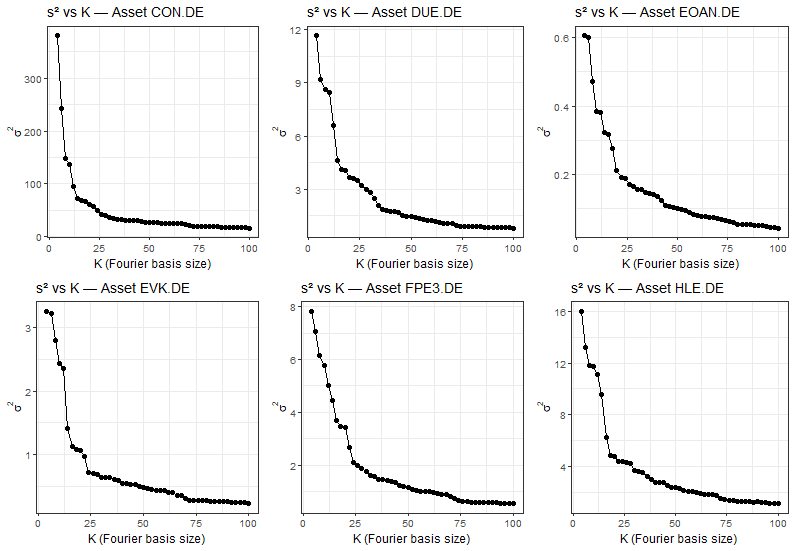 s² vs K — Asset CON.DE
s² vs K — Asset DUE.DE
s² vs K — Asset EOAN.DE
σ²
300
200
100
0
0 25 50 75 100
K (Fourier basis size)
σ²
12
9
6
3
0 25 50 75 100
K (Fourier basis size)
σ²
0.6
0.4
0.2
0 25 50 75 100
K (Fourier basis size)
s² vs K — Asset EVK.DE
s² vs K — Asset FPE3.DE
s² vs K — Asset HLE.DE
σ²
3
2
1
0 25 50 75 100
K (Fourier basis size)
σ²
8
6
4
2
0 25 50 75 100
K (Fourier basis size)
σ²
16
12
8
4
0 25 50 75 100
K (Fourier basis size)